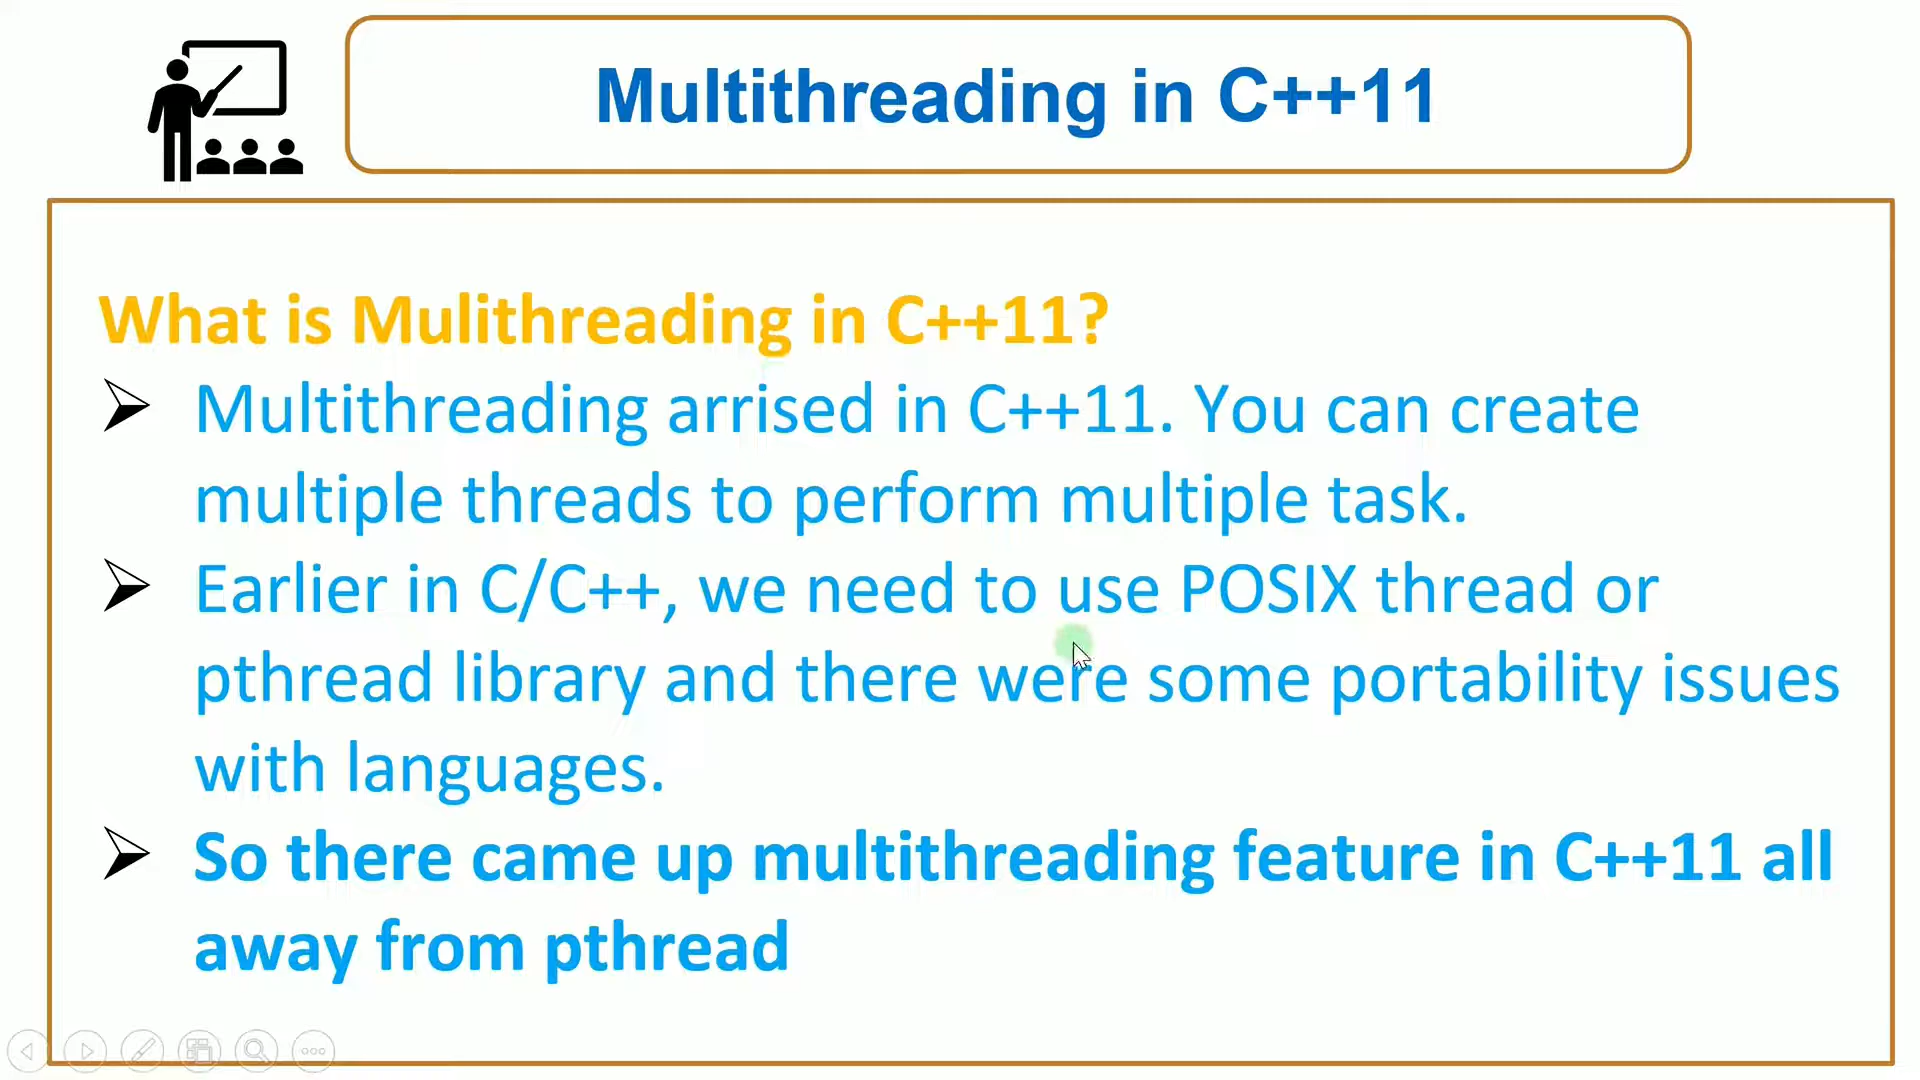 Multithreading in C++11
What is Mulithreading in C++11?
Multithreading arrised in C++11. You can create
multiple threads to perform multiple task.
Earlier in C/C++, we need to use POSIX thread or
pthread library and there were some portability issues
with languages.
So there came up multithreading feature in C++11 all
away from pthread